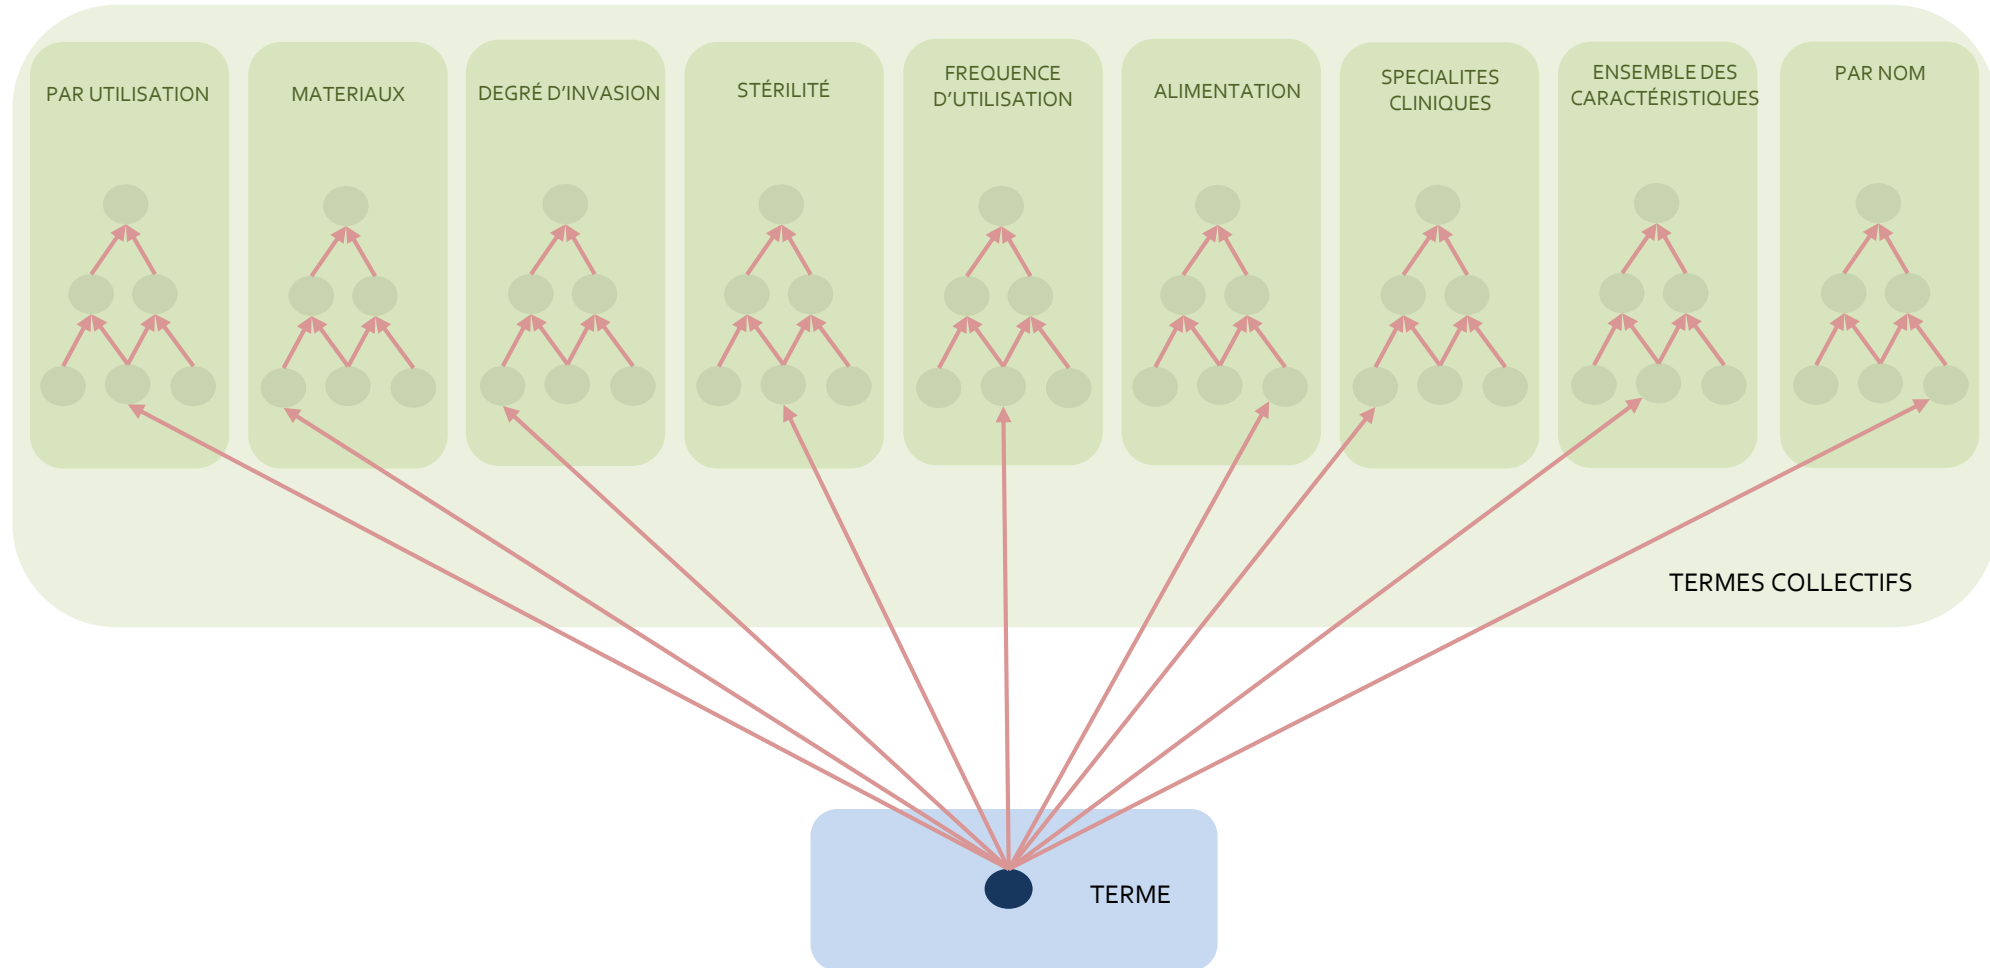 PAR UTILISATION
MATERIAUX
DEGRÉ D'INVASION
STÉRILITÉ
FREQUENCE
D'UTILISATION
ALIMENTATION
SPECIALITES
CLINIQUES
ENSEMBLE DES
CARACTÉRISTIQUES
PAR NOM
TERMES COLLECTIFS
TERME